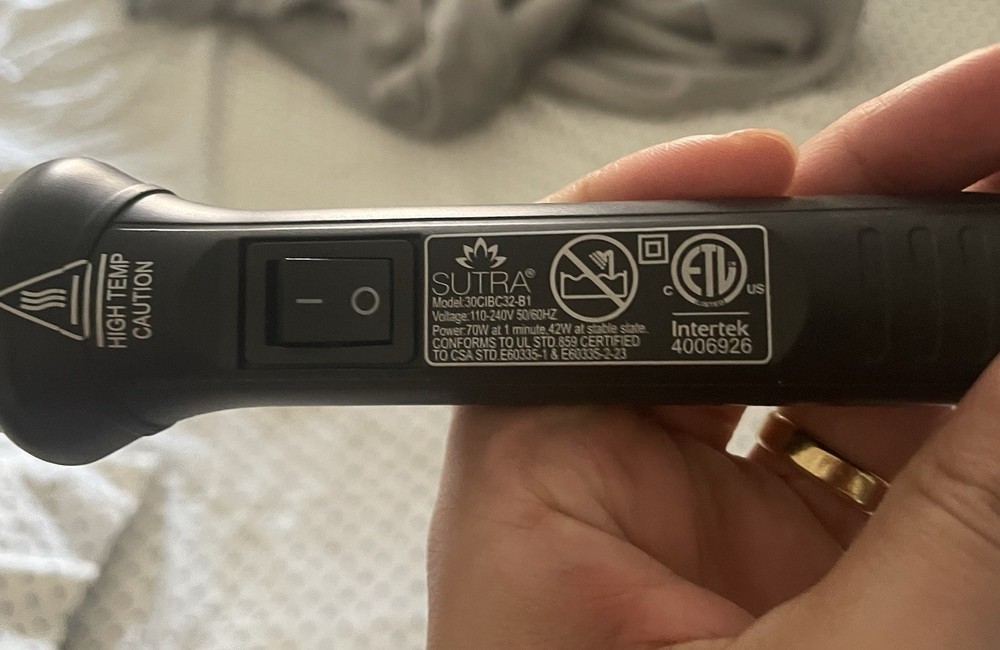 HIGH TEMP
CAUTION
SUTRA®
Model:30CIBC32-B1
Voltage:110-240V 50/60HZ
Power:70W at 1 minute,42W at stable state.
CONFORMS TO UL STD.859 CERTIFIED
TO CSA STD.E60335-1 & E60335-2-23
ETL
C US
Intertek
4006926